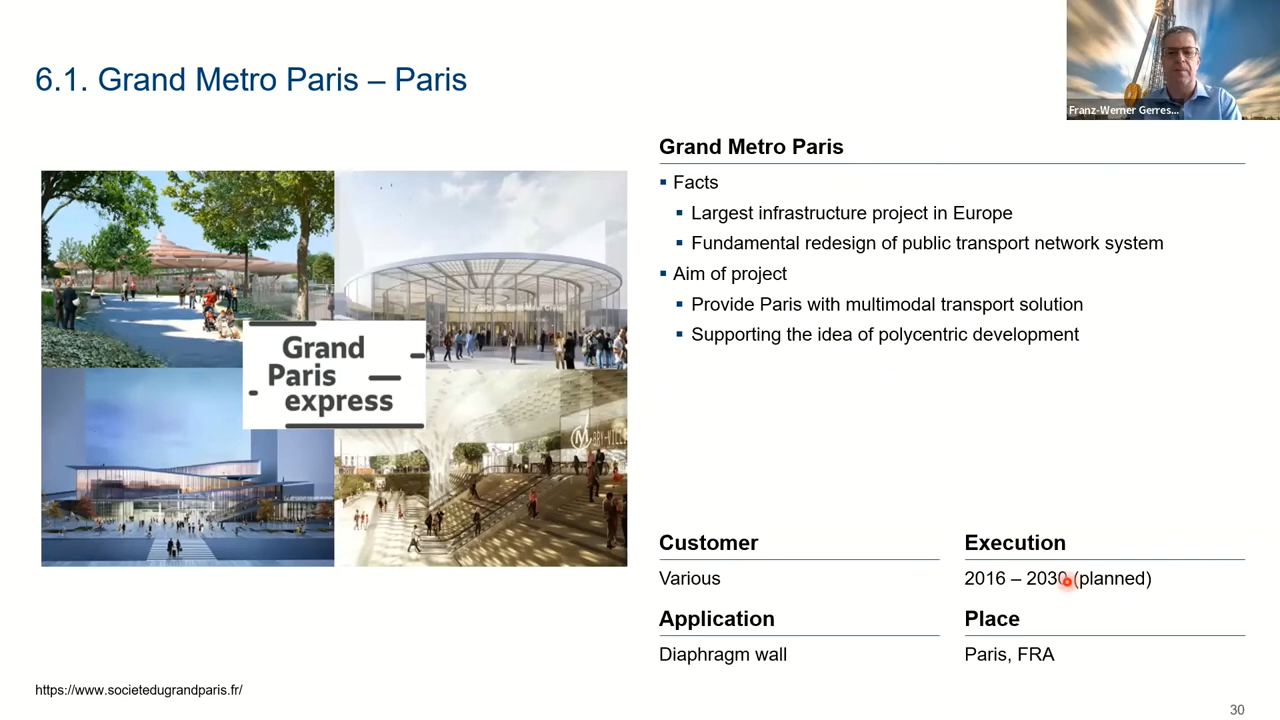 6.1. Grand Metro Paris – Paris
Franz-Werner Gerres...
Grand Metro Paris
Facts
Largest infrastructure project in Europe
Fundamental redesign of public transport network system
Aim of project
Provide Paris with multimodal transport solution
Supporting the idea of polycentric development
Grand
Paris
express
M
Customer
Execution
Various
2016 – 2030 (planned)
Application
Place
Diaphragm wall
Paris, FRA
https://www.societedugrandparis.fr/
30